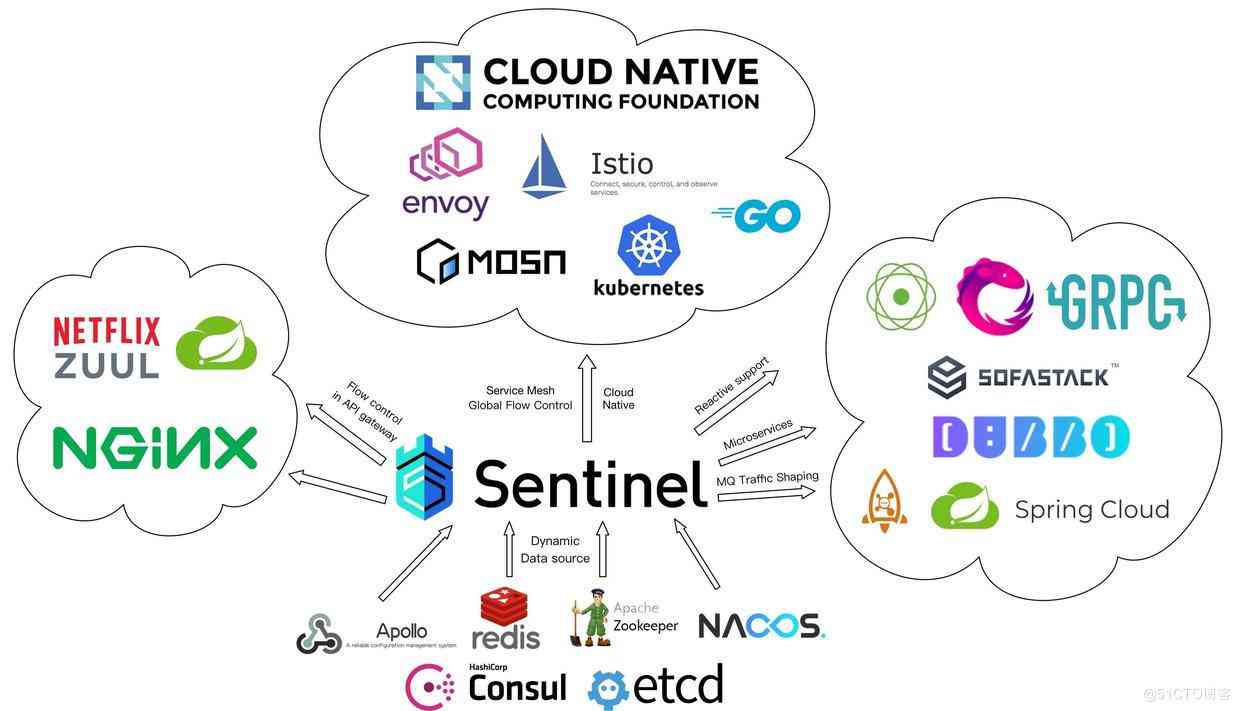 CLOUD NATIVE
COMPUTING FOUNDATION
envoy
Istio
Connect, secure, control, and observe
services.
GO
MOSN
kubernetes
NETFLIX
ZUUL
NGINX
Flow control
in API gateway
Service Mesh
Global Flow Control
Cloud
Native
Reactive support
Microservices
MQ Traffic Shaping
Sentinel
GRPC
SOFASTACK™
DUBBO
Spring Cloud
Dynamic
Data source
Apollo
A reliable configuration management system
redis
Apache
Zookeeper
NACOS.
HashiCorp
Consul
etcd
@51CTO博客